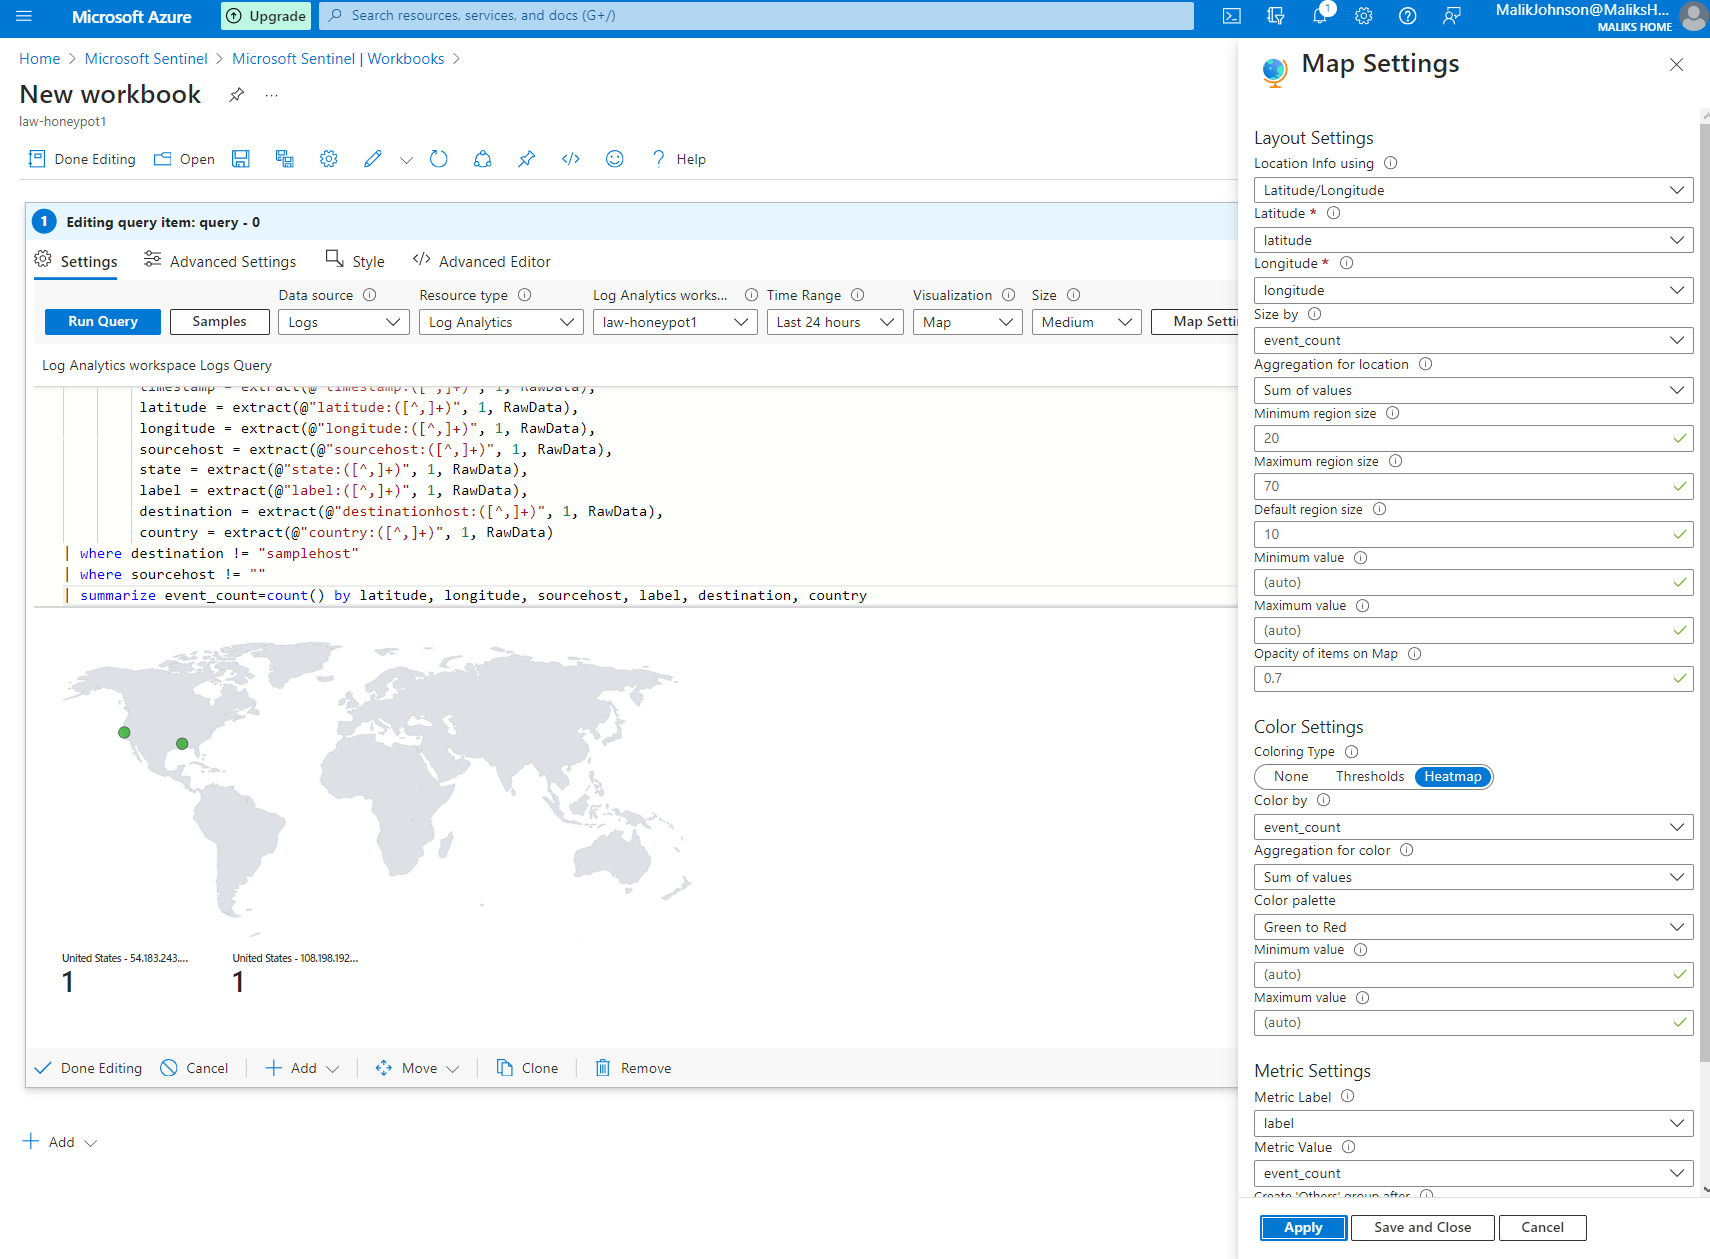 Microsoft Azure
Upgrade
Search resources, services, and docs (G+/)
1
MalikJohnson@MaliksH...
MALIKS HOME
Home > Microsoft Sentinel > Microsoft Sentinel | Workbooks >
New workbook
...
law-honeypot1
Done Editing
Open
Help
1 Editing query item: query - 0
Settings
Advanced Settings
Style
Advanced Editor
Data source
Resource type
Log Analytics works...
Time Range
Visualization
Size
Run Query
Samples
Logs
Log Analytics
law-honeypot1
Last 24 hours
Map
Medium
Map Setti
Log Analytics workspace Logs Query
timestamp = extract(@"timestamp:([^,]+)", 1, RawData),
latitude = extract(@"latitude:([^,]+)", 1, RawData),
longitude = extract(@"longitude:([^,]+)", 1, RawData),
sourcehost = extract(@"sourcehost:([^,]+)", 1, RawData),
state = extract(@"state:([^,]+)", 1, RawData),
label = extract(@"label:([^,]+)", 1, RawData),
destination = extract(@"destinationhost:([^,]+)", 1, RawData),
country = extract(@"country:([^,]+)", 1, RawData)
| where destination != "samplehost"
| where sourcehost != ""
| summarize event_count=count() by latitude, longitude, sourcehost, label, destination, country
United States - 54.183.243....
1
United States - 108.198.192...
1
Done Editing
Cancel
Add
Move
Clone
Remove
Add
Map Settings
Layout Settings
Location Info using
Latitude/Longitude
Latitude *
latitude
Longitude *
longitude
Size by
event_count
Aggregation for location
Sum of values
Minimum region size
20
Maximum region size
70
Default region size
10
Minimum value
(auto)
Maximum value
(auto)
Opacity of items on Map
0.7
Color Settings
Coloring Type
None
Thresholds
Heatmap
Color by
event_count
Aggregation for color
Sum of values
Color palette
Green to Red
Minimum value
(auto)
Maximum value
(auto)
Metric Settings
Metric Label
label
Metric Value
event_count
Create 'Others' group after
Apply
Save and Close
Cancel